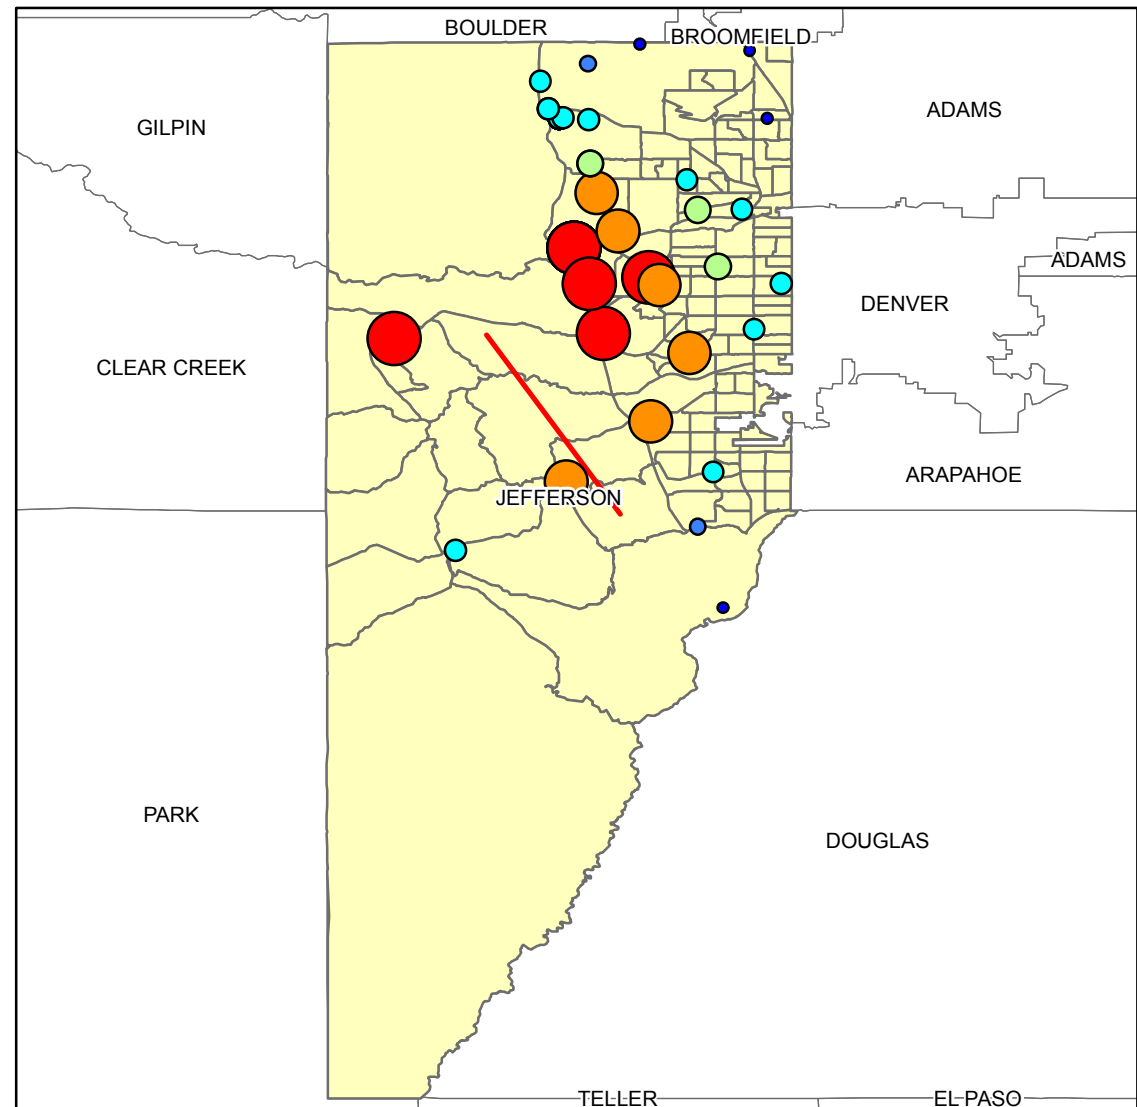 BOULDER
BROOMFIELD
GILPIN
ADAMS
ADAMS
DENVER
CLEAR CREEK
ARAPAHOE
JEFFERSON
PARK
DOUGLAS
TELLER
EL PASO